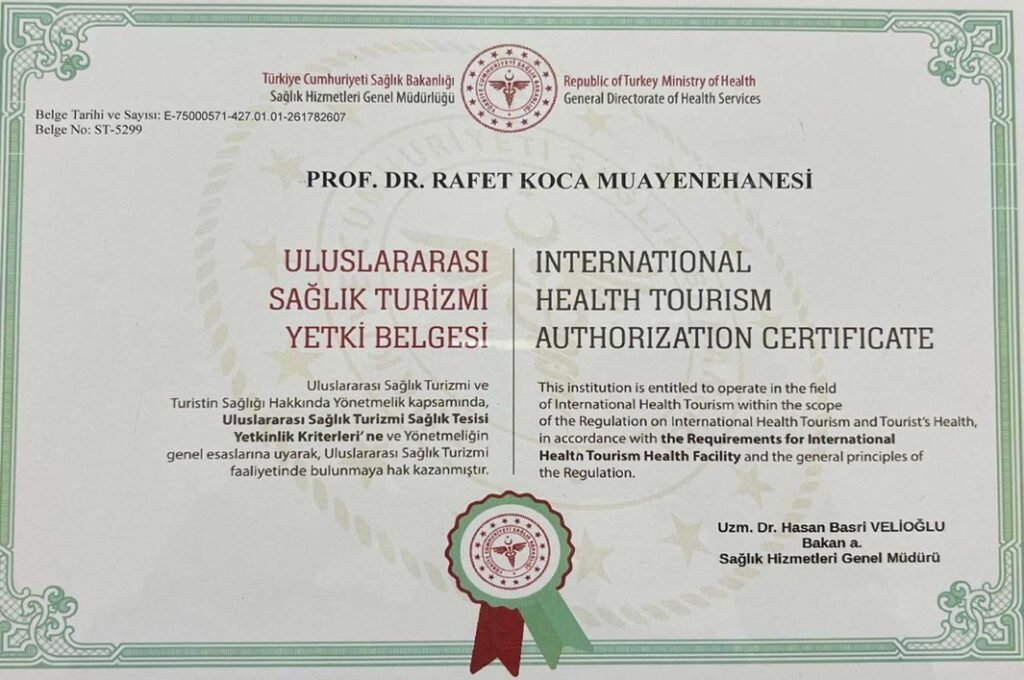 Türkiye Cumhuriyeti Sağlık Bakanlığı
Sağlık Hizmetleri Genel Müdürlüğü
Republic of Turkey Ministry of Health
General Directorate of Health Services
Belge Tarihi ve Sayısı: E-75000571-427.01.01-261782607
Belge No: ST-5299
PROF. DR. RAFET KOCA MUAYENEHANESİ
ULUSLARARASI
SAĞLIK TURİZMİ
YETKİ BELGESİ
Uluslararası Sağlık Turizmi ve
Turistin Sağlığı Hakkında Yönetmelik kapsamında,
Uluslararası Sağlık Turizmi Sağlık Tesisi
Yetkinlik Kriterleri'ne ve Yönetmeliğin
genel esaslarına uyarak, Uluslararası Sağlık Turizmi
faaliyetinde bulunmaya hak kazanmıştır.
INTERNATIONAL
HEALTH TOURISM
AUTHORIZATION CERTIFICATE
This institution is entitled to operate in the field
of International Health Tourism within the scope
of the Regulation on International Health Tourism and Tourist's Health,
in accordance with the Requirements for International
Health Tourism Health Facility and the general principles of
the Regulation.
Uzm. Dr. Hasan Basri VELİOĞLU
Bakan a.
Sağlık Hizmetleri Genel Müdürü